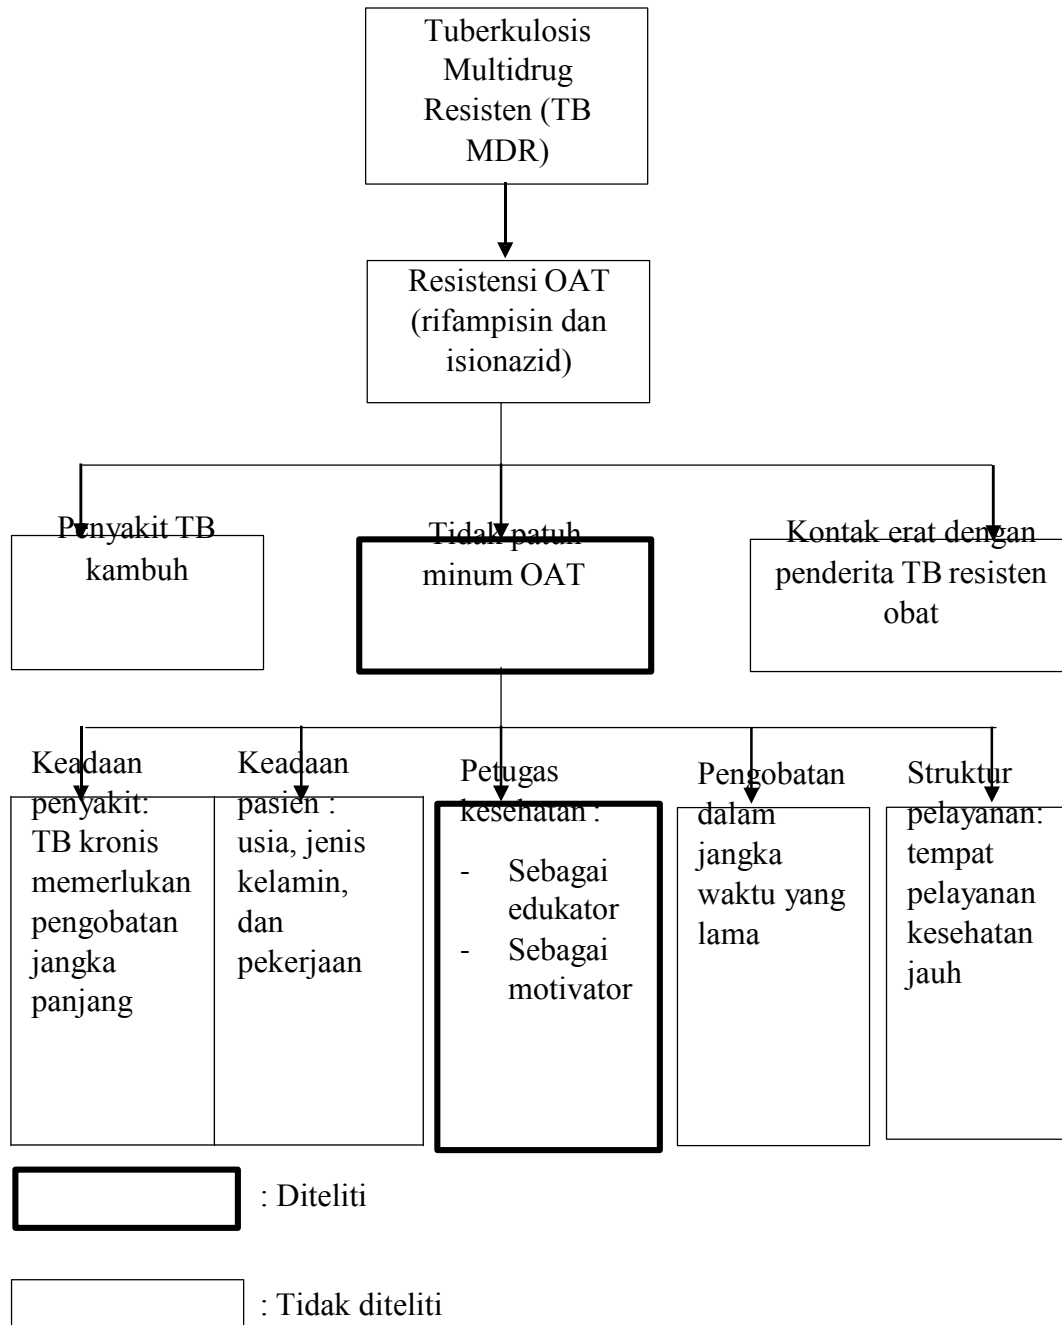 Tuberkulosis
Multidrug
Resisten (TB
MDR)
Resistensi OAT
(rifampisin dan
isionazid)
Penyakit TB
kambuh
Tidak patuh
minum OAT
Kontak erat dengan
penderita TB resisten
obat
Keadaan
penyakit:
TB kronis
memerlukan
pengobatan
jangka
panjang
Keadaan
pasien :
usia, jenis
kelamin,
dan
pekerjaan
Petugas
kesehatan :
- Sebagai
edukator
- Sebagai
motivator
Pengobatan
dalam
jangka
waktu yang
lama
Struktur
pelayanan:
tempat
pelayanan
kesehatan
jauh
: Diteliti
: Tidak diteliti